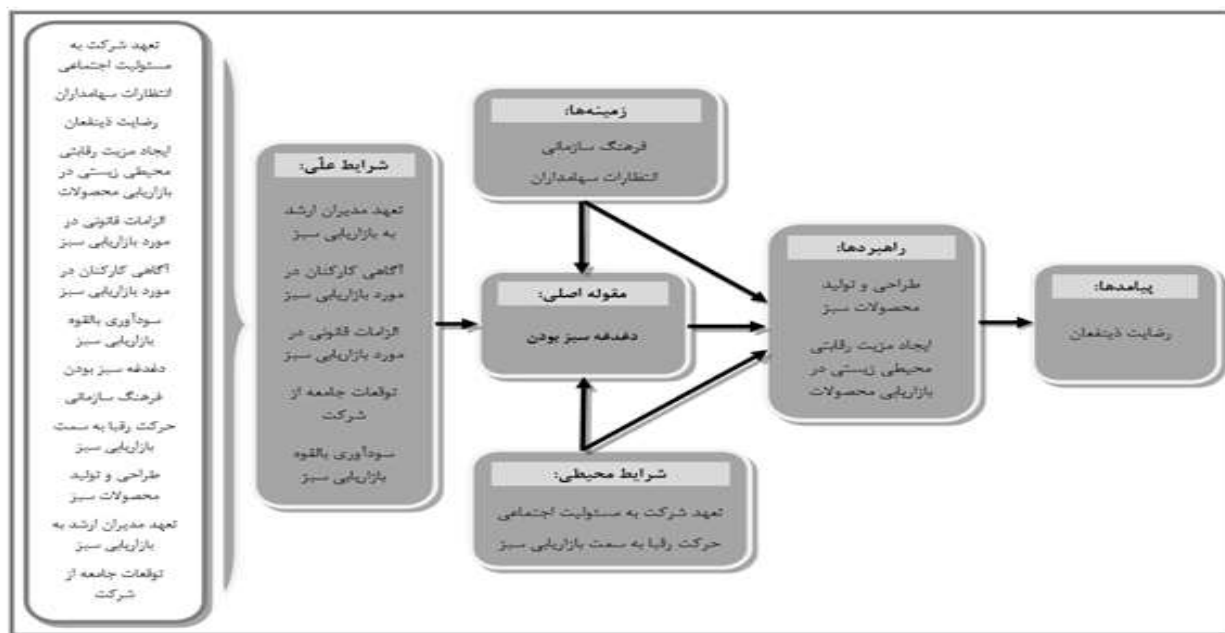 تعهد شرکت به
مسئولیت اجتماعی
انتظارات سهامداران
رضایت ذینفعان
ایجاد مزیت رقابتی
محیطی زیستی در
بازاریابی محصولات
الزامات قانونی در
مورد بازاریابی سبز
آگاهی کارکنان در
مورد بازاریابی سبز
سودآوری بالقوه
بازاریابی سبز
دغدغه سبز بودن
فرهنگ سازمانی
حرکت رقبا به سمت
بازاریابی سبز
طراحی و تولید
محصولات سبز
تعهد مدیران ارشد به
بازاریابی سبز
توقعات جامعه از
شرکت
شرایط علّی:
تعهد مدیران ارشد
به بازاریابی سبز
آگاهی کارکنان در
مورد بازاریابی سبز
الزامات قانونی در
مورد بازاریابی سبز
توقعات جامعه از
شرکت
سودآوری بالقوه
بازاریابی سبز
زمینه‌ها:
فرهنگ سازمانی
انتظارات سهامداران
مقوله اصلی:
دغدغه سبز بودن
شرایط محیطی:
تعهد شرکت به مسئولیت اجتماعی
حرکت رقبا به سمت بازاریابی سبز
راهبردها:
طراحی و تولید
محصولات سبز
ایجاد مزیت رقابتی
محیطی زیستی در
بازاریابی محصولات
پیامدها:
رضایت ذینفعان